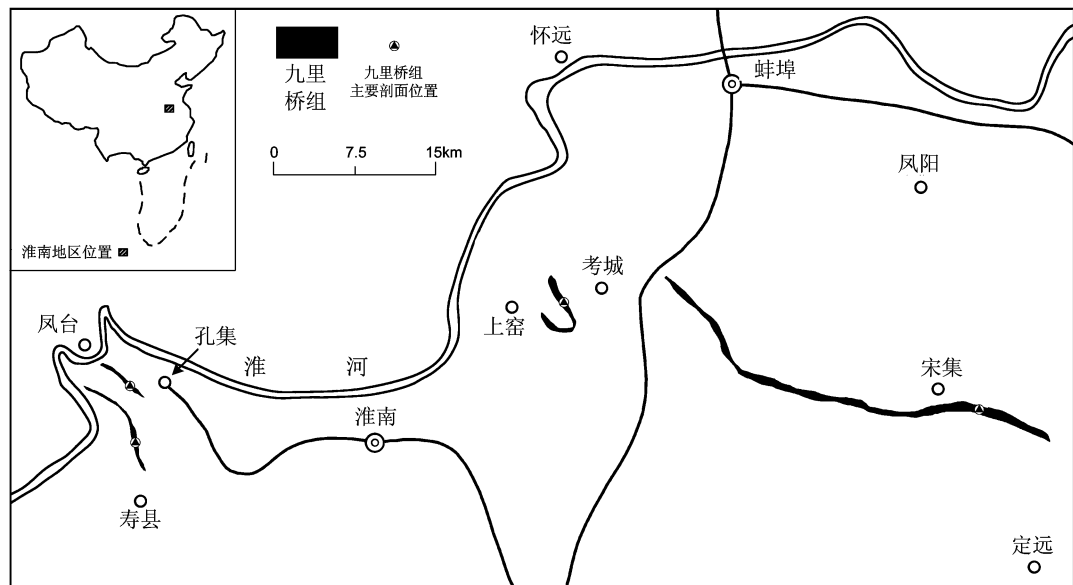 淮南地区位置
九里
桥组
九里桥组
主要剖面位置
0 7.5 15km
怀远
蚌埠
凤阳
考城
上窑
凤台
孔集
淮 河
宋集
淮南
寿县
定远